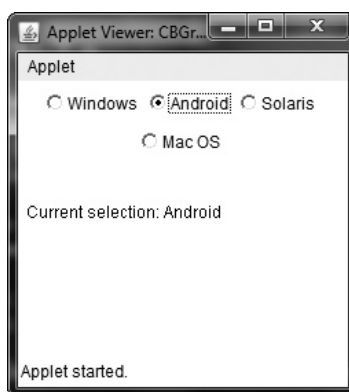 Applet Viewer: CBGr...
Applet
Windows Android Solaris
Mac OS
Current selection: Android
Applet started.